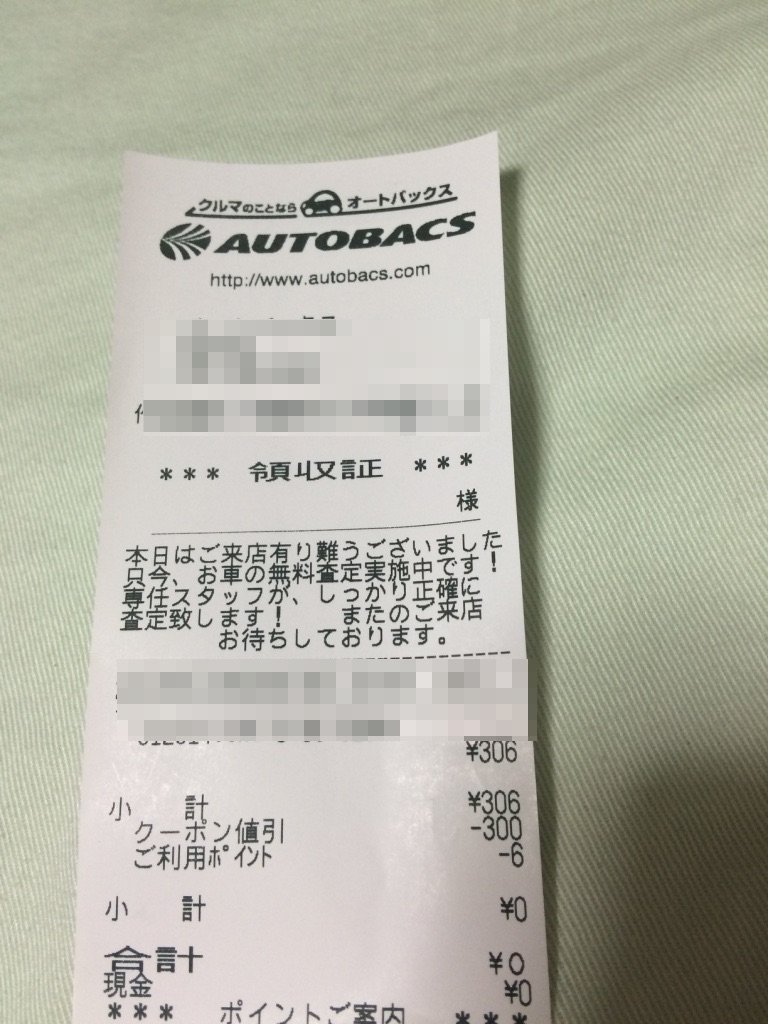 クルマのことなら オートバックス
AUTOBACS
http://www.autobacs.com
*** 領収証 ***
様
本日はご来店有り難うございました
只今、お車の無料査定実施中です!
専任スタッフが、しっかり正確に
査定致します! またのご来店
お待ちしております。
¥306
小 計 ¥306
クーポン値引 -300
ご利用ポイント -6
小 計 ¥0
合計 ¥0
現金 ¥0
*** ポイントご案内 ***